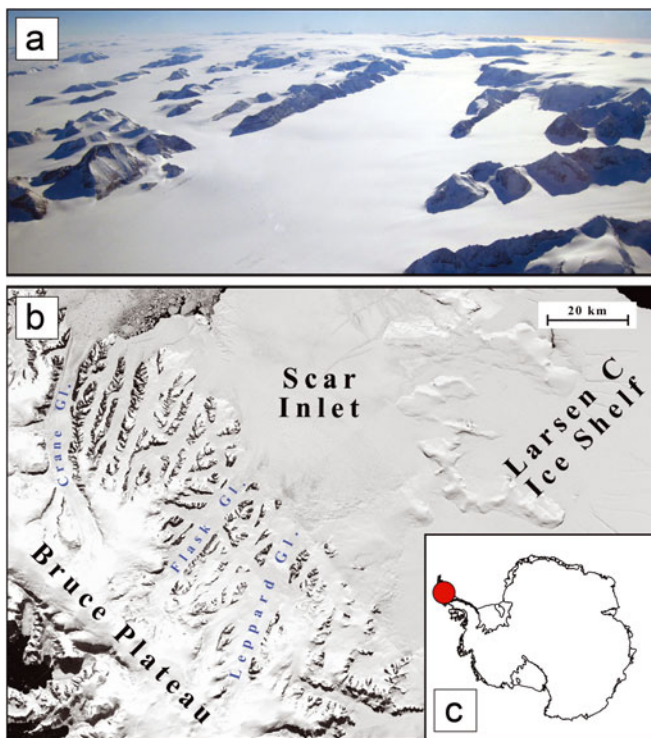 a
b
20 km
Scar
Inlet
Larsen C
Ice Shelf
Crane Gl.
Flask Gl.
Leppard Gl.
Bruce Plateau
c